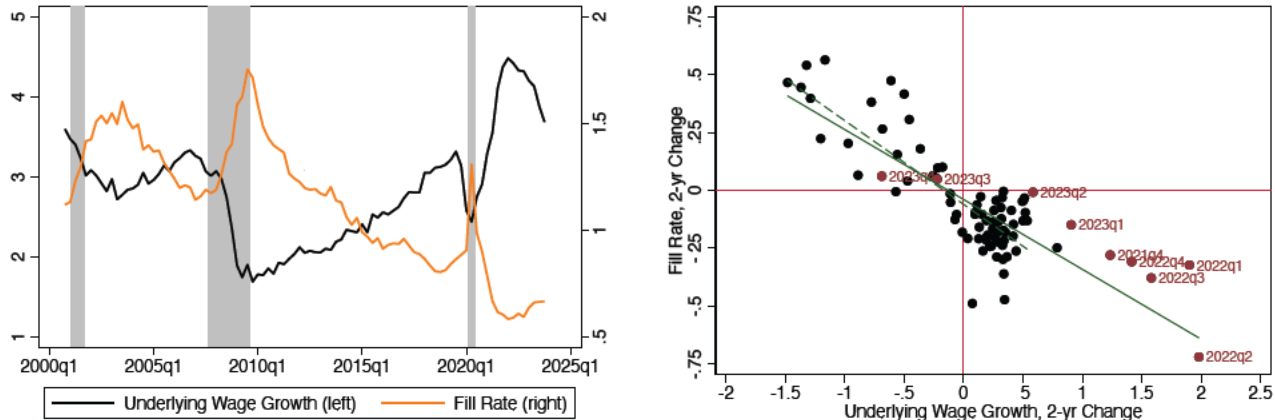 5
4
3
2
1
2
1.5
1
.5
2000q1 2005q1 2010q1 2015q1 2020q1 2025q1
Underlying Wage Growth (left) Fill Rate (right)
Fill Rate, 2-yr Change
.75
.5
.25
0
-.25
-.5
-.75
2023q3
2023q2
2023q1
2021q4
2022q4
2022q1
2022q3
2022q2
-2 -1.5 -1 -.5 0 .5 1 1.5 2 2.5
Underlying Wage Growth, 2-yr Change